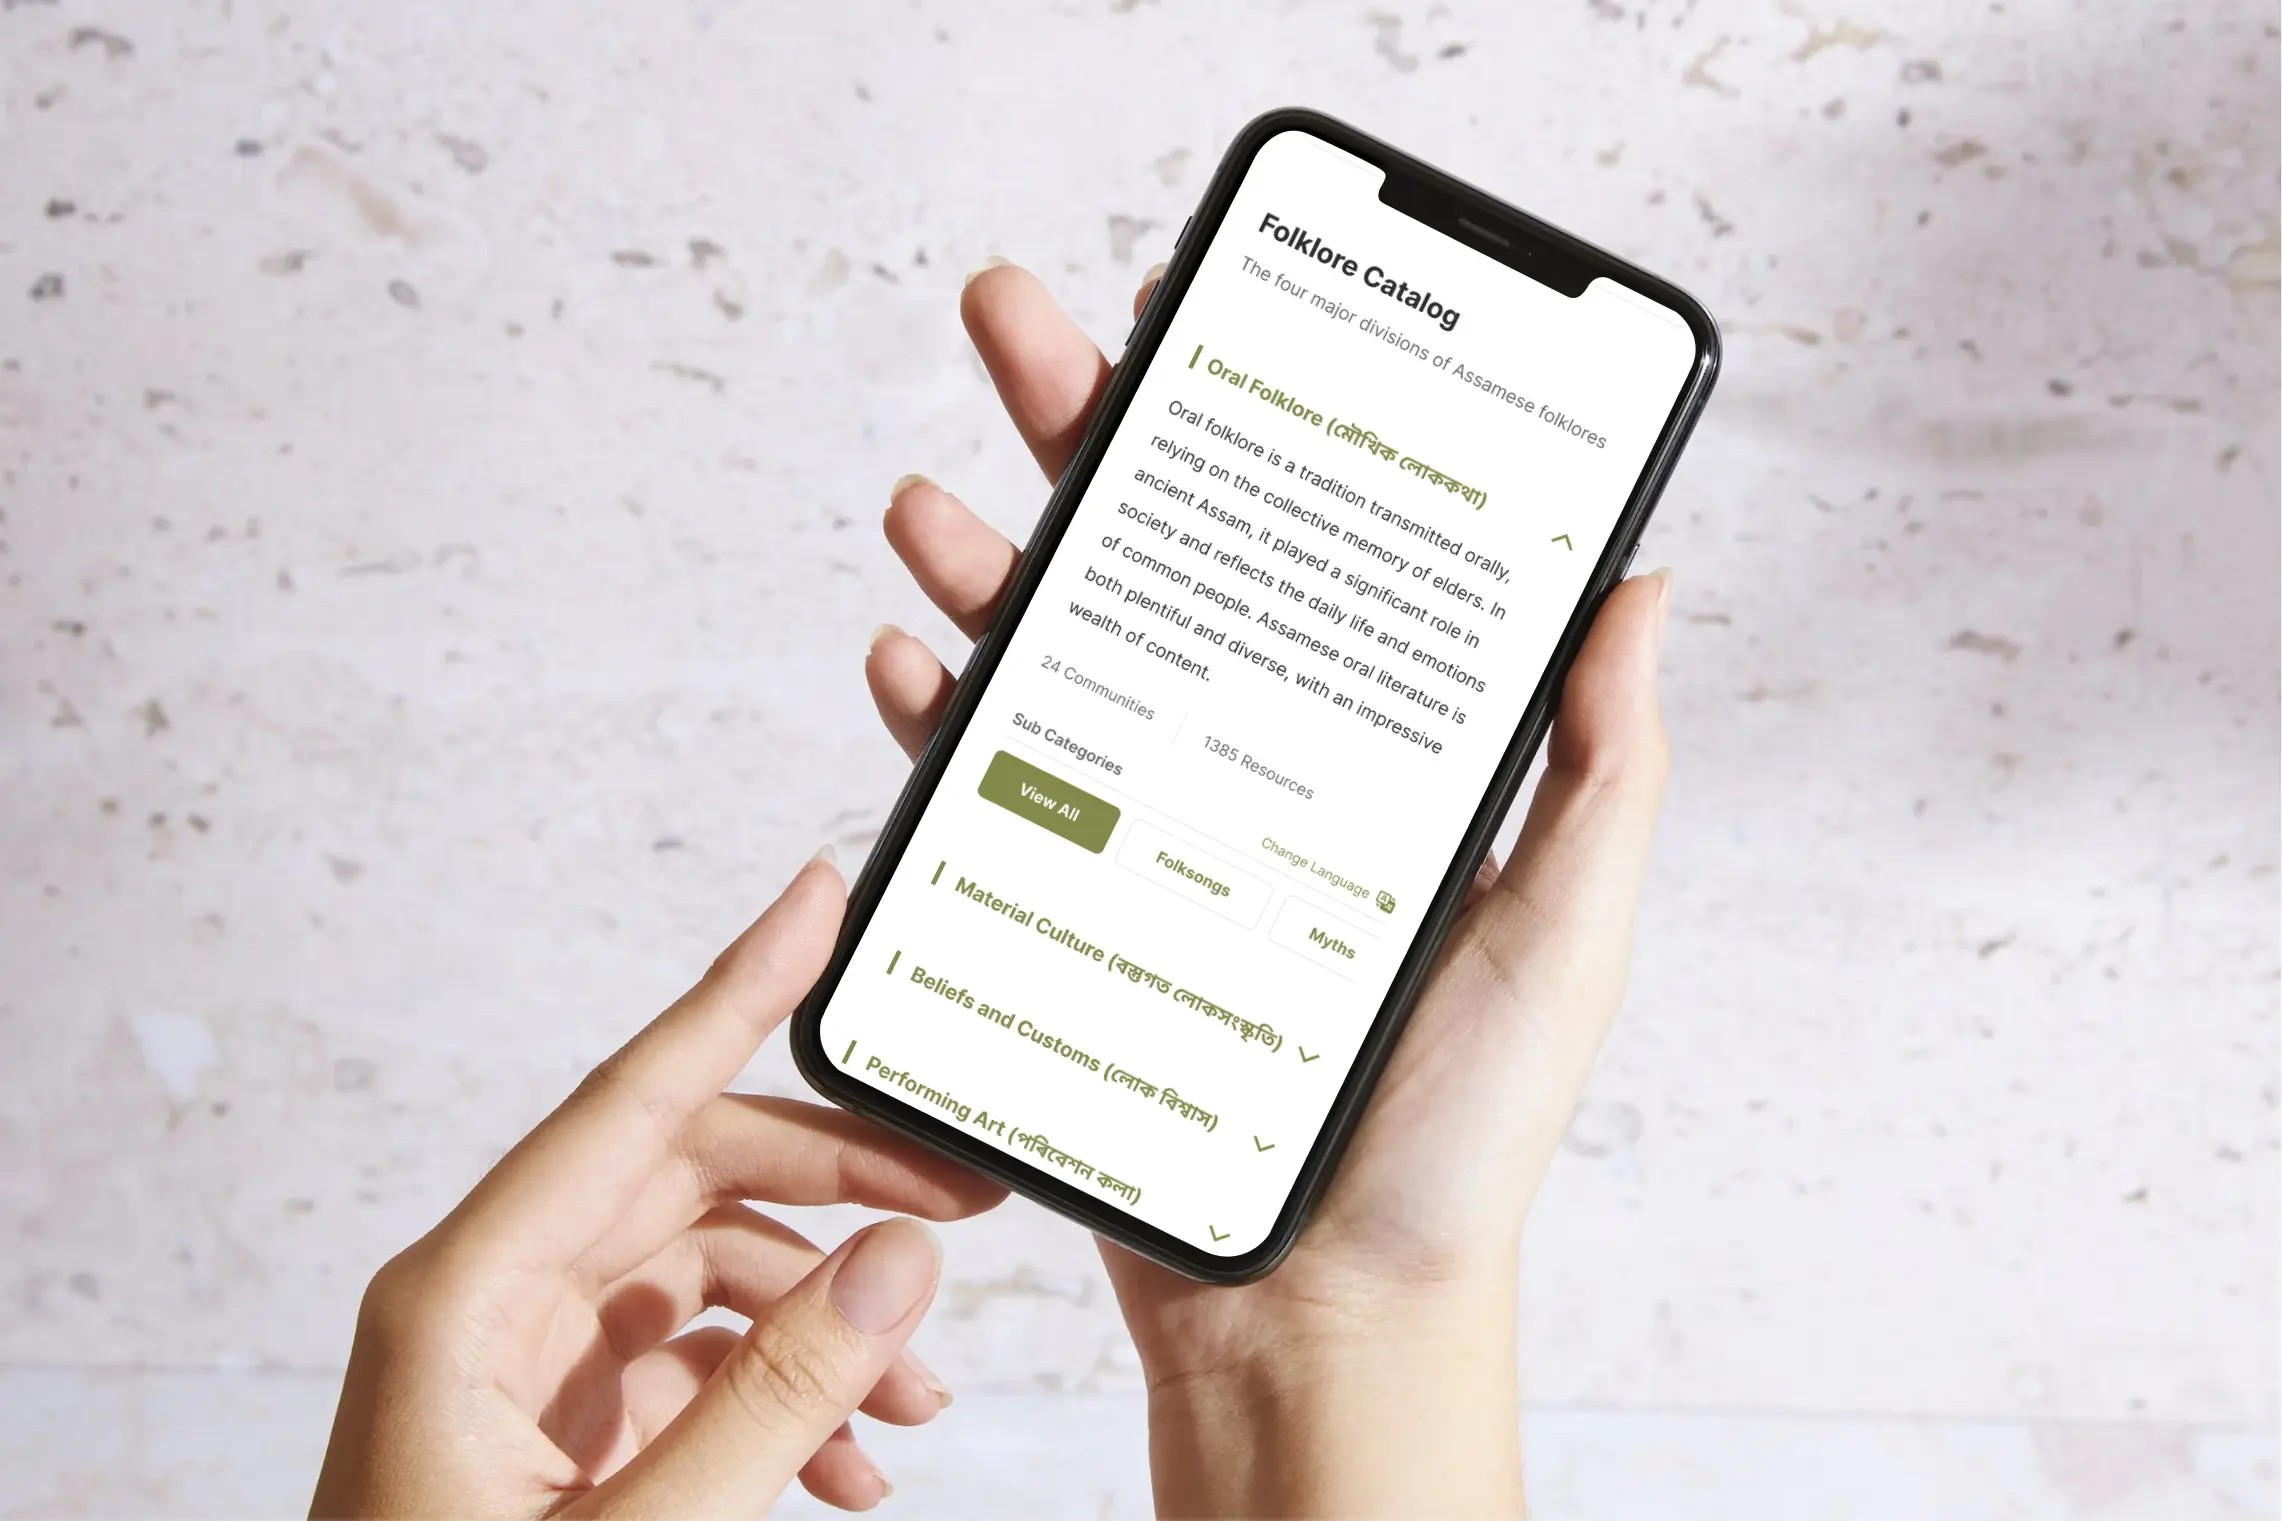 Folklore Catalog
The four major divisions of Assamese folklores
Oral Folklore (মৌখিক লোককথা)
Oral folklore is a tradition transmitted orally,
relying on the collective memory of elders. In
ancient Assam, it played a significant role in
society and reflects the daily life and emotions
of common people. Assamese oral literature is
both plentiful and diverse, with an impressive
wealth of content.
24 Communities
1385 Resources
Sub Categories
Change Language
View All
Folksongs
Myths
Material Culture (বস্তুগত লোকসংস্কৃতি)
Beliefs and Customs (লোক বিশ্বাস)
Performing Art (পৰিবেশন কলা)